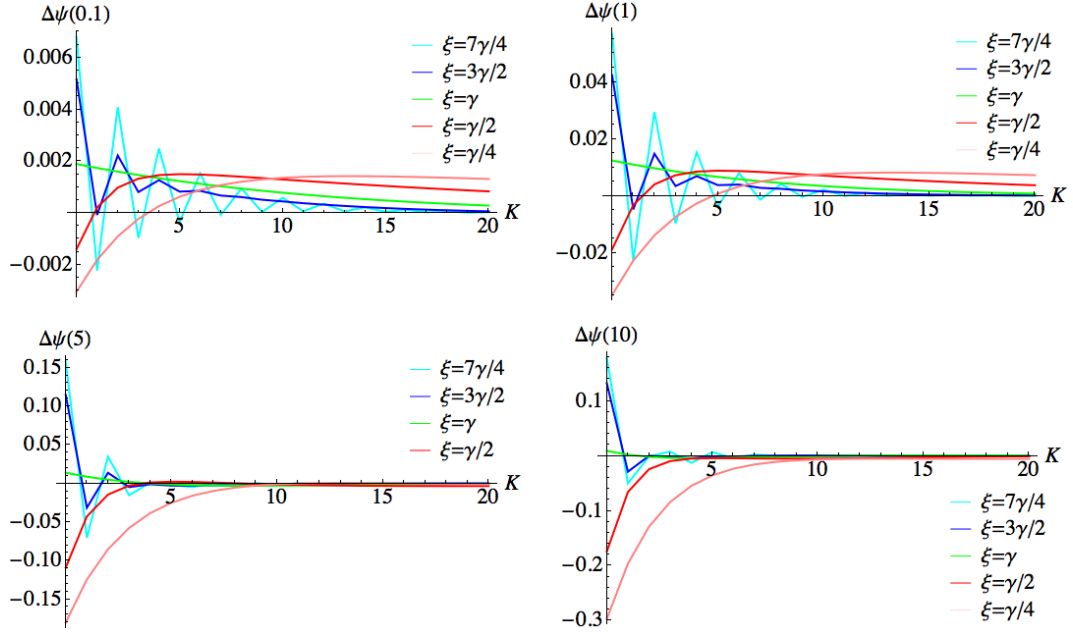 Δψ(0.1)
0.006
0.004
0.002
−0.002
5
10
15
20
K
ξ=7γ/4
ξ=3γ/2
ξ=γ
ξ=γ/2
ξ=γ/4
Δψ(1)
0.04
0.02
−0.02
5
10
15
20
K
ξ=7γ/4
ξ=3γ/2
ξ=γ
ξ=γ/2
ξ=γ/4
Δψ(5)
0.15
0.10
0.05
−0.05
−0.10
−0.15
5
10
15
20
K
ξ=7γ/4
ξ=3γ/2
ξ=γ
ξ=γ/2
Δψ(10)
0.1
−0.1
−0.2
−0.3
5
10
15
20
K
ξ=7γ/4
ξ=3γ/2
ξ=γ
ξ=γ/2
ξ=γ/4